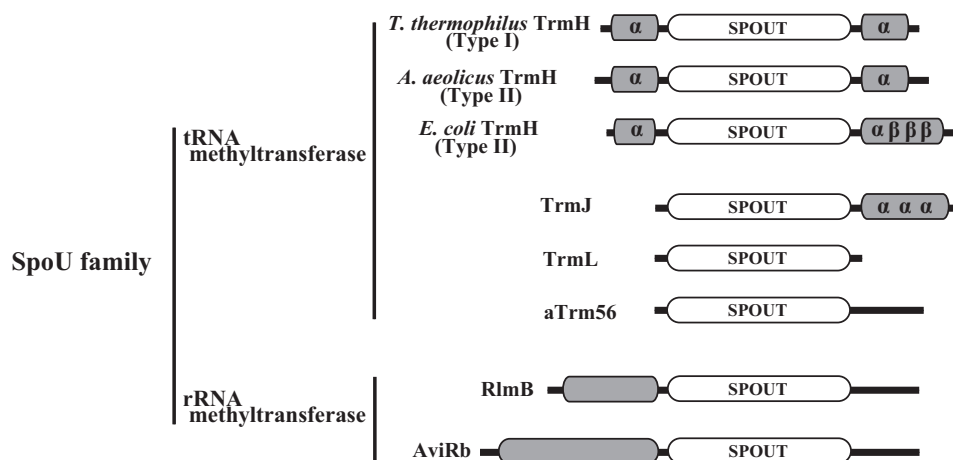 T. thermophilus TrmH
(Type I)
α SPOUT α
A. aeolicus TrmH
(Type II)
α SPOUT α
E. coli TrmH
(Type II)
α SPOUT α β β β
tRNA
methyltransferase
TrmJ
SPOUT α α α
SpoU family
TrmL
SPOUT
aTrm56
SPOUT
rRNA
methyltransferase
RlmB
SPOUT
AviRb
SPOUT